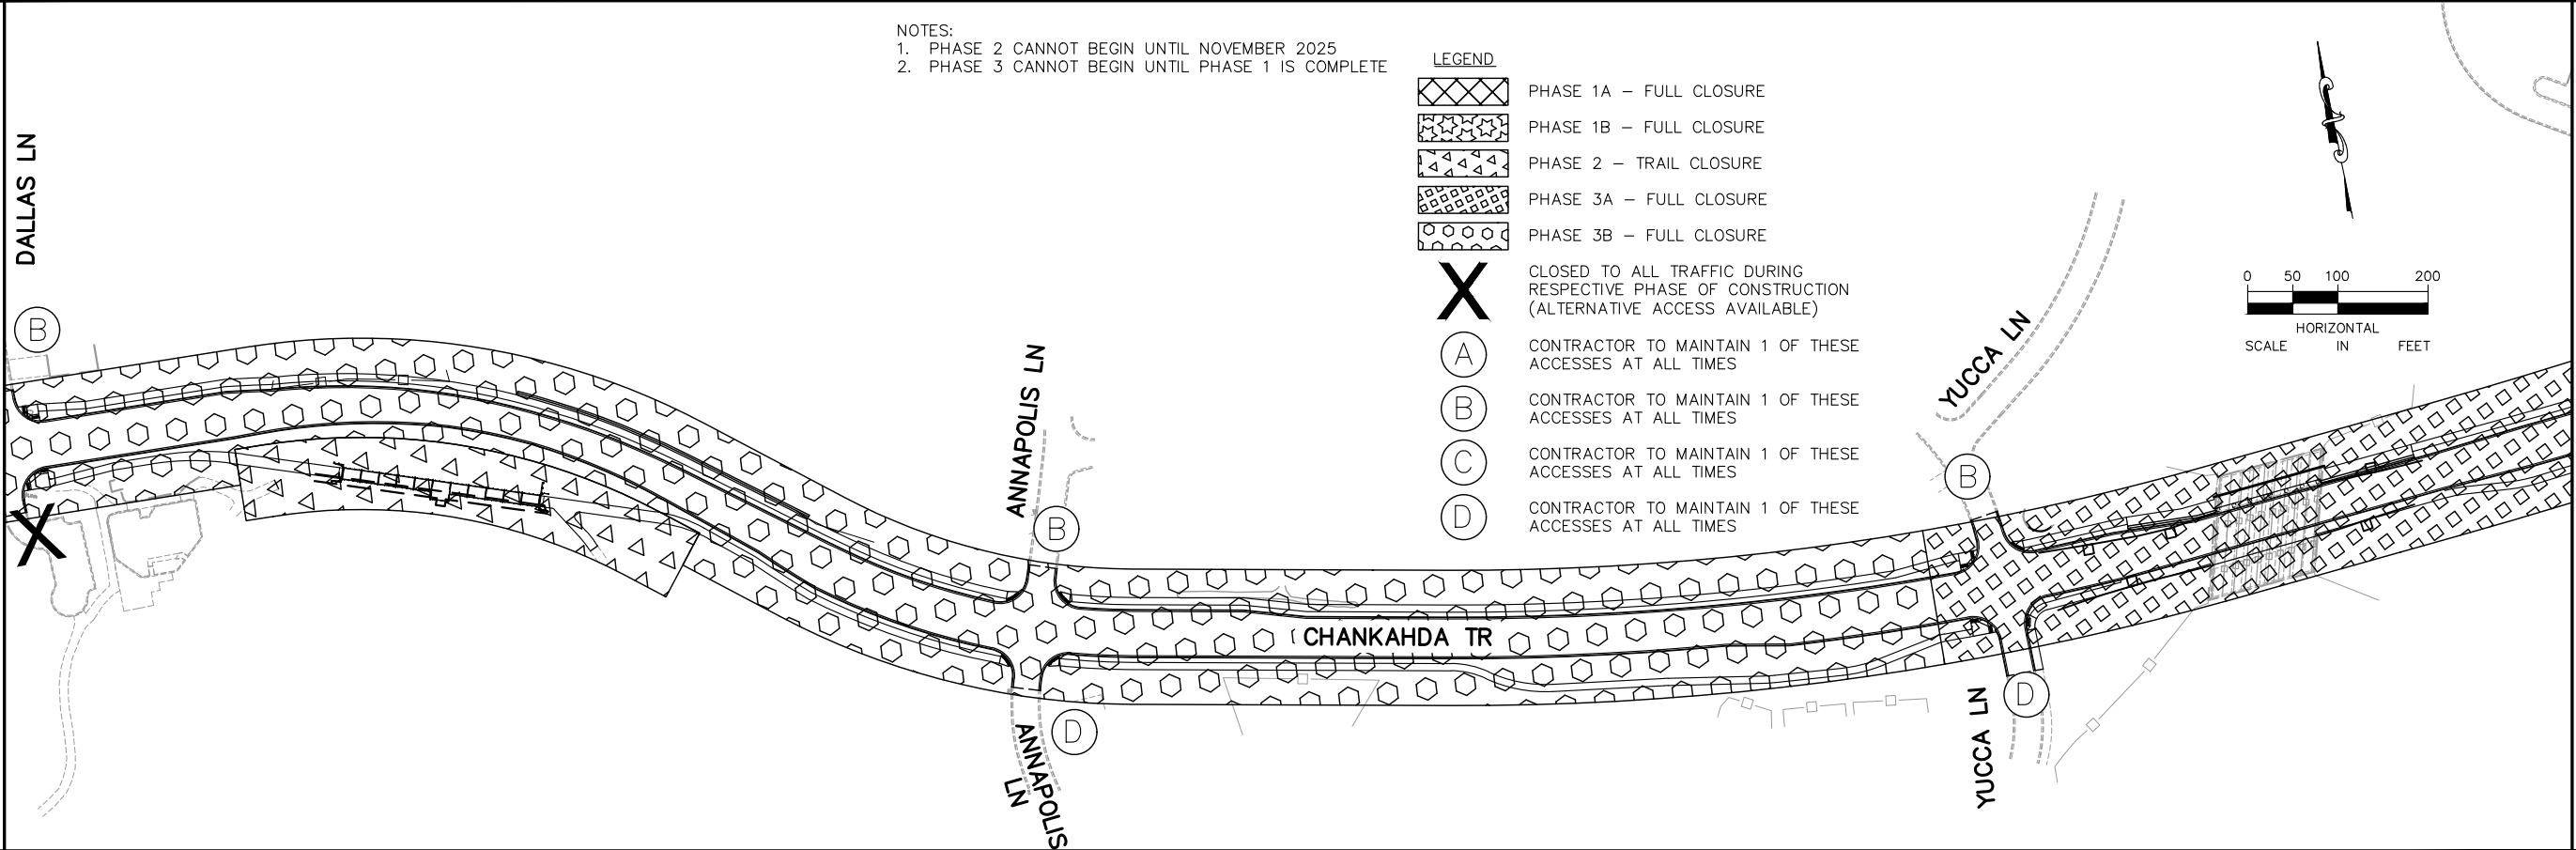 NOTES:
1. PHASE 2 CANNOT BEGIN UNTIL NOVEMBER 2025
2. PHASE 3 CANNOT BEGIN UNTIL PHASE 1 IS COMPLETE
LEGEND
PHASE 1A – FULL CLOSURE
PHASE 1B – FULL CLOSURE
PHASE 2 – TRAIL CLOSURE
PHASE 3A – FULL CLOSURE
PHASE 3B – FULL CLOSURE
X
CLOSED TO ALL TRAFFIC DURING
RESPECTIVE PHASE OF CONSTRUCTION
(ALTERNATIVE ACCESS AVAILABLE)
A
CONTRACTOR TO MAINTAIN 1 OF THESE
ACCESSES AT ALL TIMES
B
CONTRACTOR TO MAINTAIN 1 OF THESE
ACCESSES AT ALL TIMES
C
CONTRACTOR TO MAINTAIN 1 OF THESE
ACCESSES AT ALL TIMES
D
CONTRACTOR TO MAINTAIN 1 OF THESE
ACCESSES AT ALL TIMES
0 50 100 200
HORIZONTAL
SCALE IN FEET
DALLAS LN
B
X
ANNAPOLIS LN
B
CHANKAHDA TR
D
ANNAPOLIS
LN
YUCCA LN
B
D
YUCCA LN